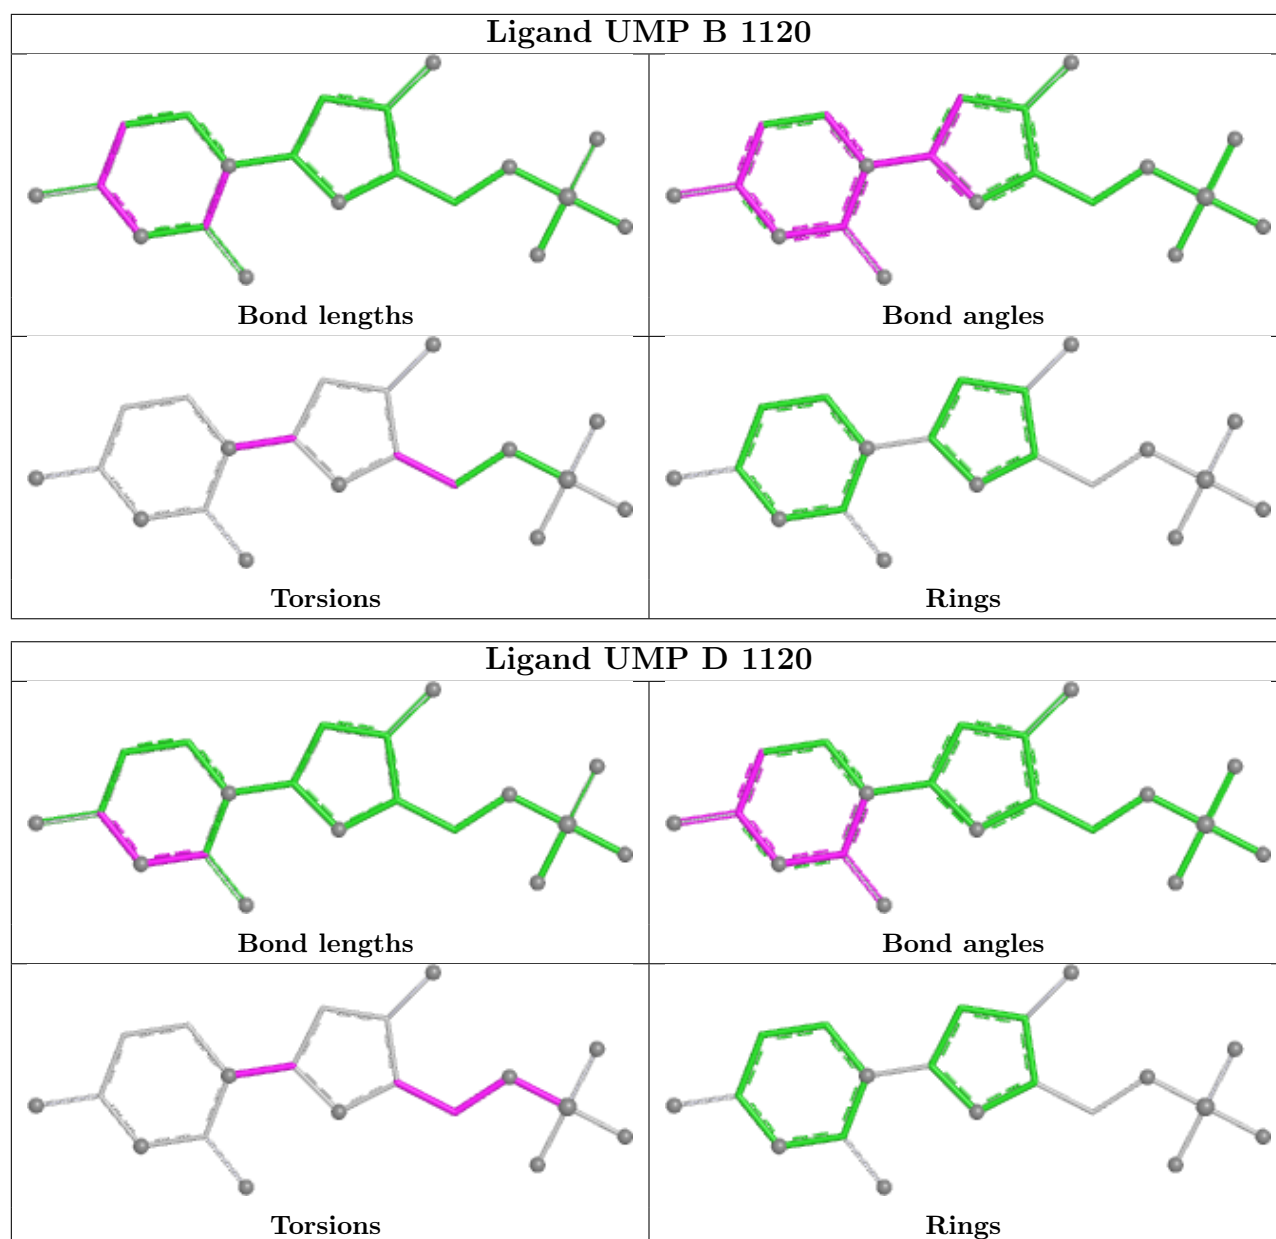 Ligand UMP B 1120
Bond lengths
Bond angles
Torsions
Rings
Ligand UMP D 1120
Bond lengths
Bond angles
Torsions
Rings